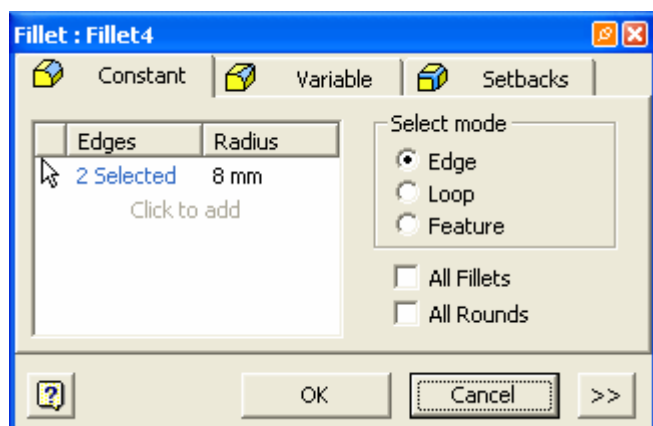 Fillet : Fillet4
Constant Variable Setbacks
Edges Radius
2 Selected 8 mm
Click to add
Select mode
Edge
Loop
Feature
All Fillets
All Rounds
? OK Cancel >>